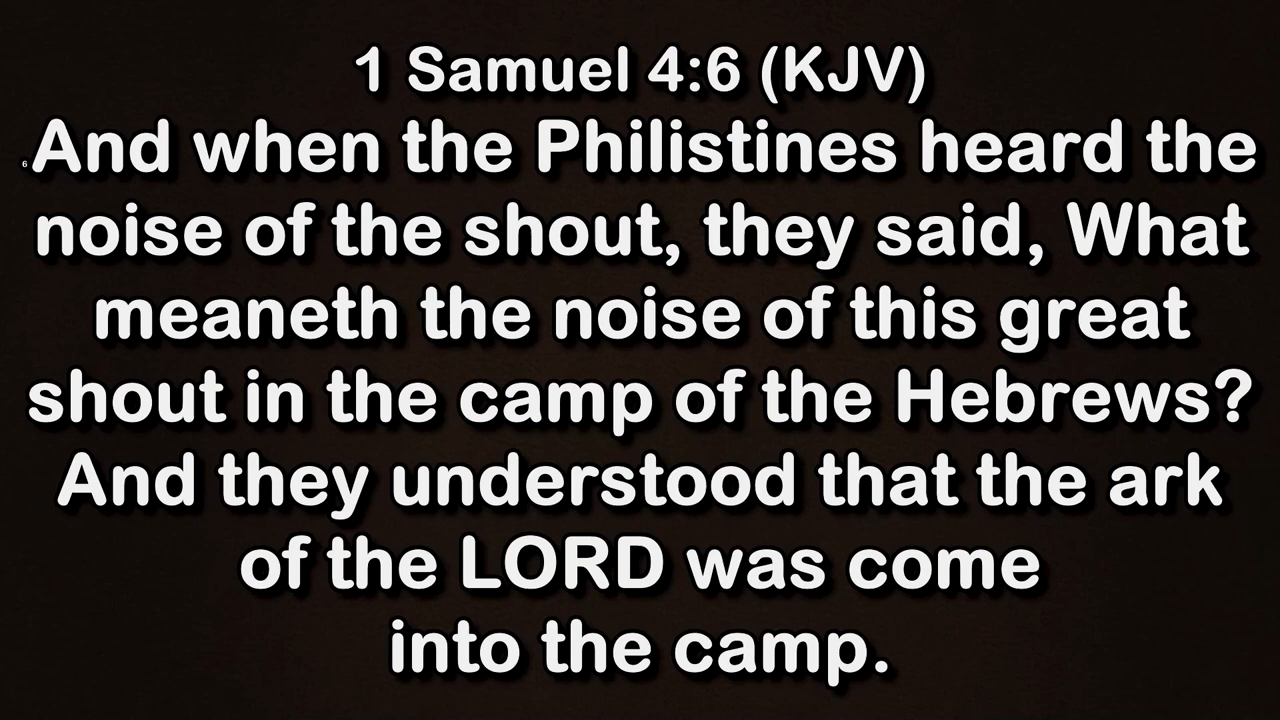 1 Samuel 4:6 (KJV)
6 And when the Philistines heard the
noise of the shout, they said, What
meaneth the noise of this great
shout in the camp of the Hebrews?
And they understood that the ark
of the LORD was come
into the camp.